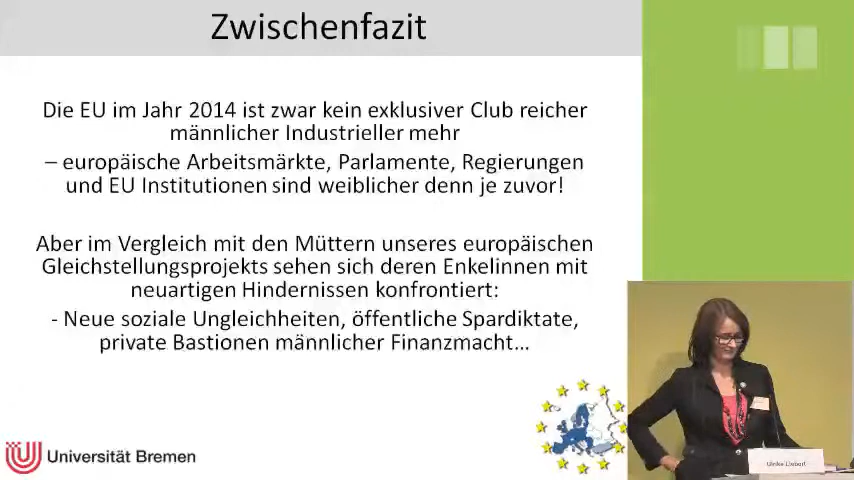 Zwischenfazit
Die EU im Jahr 2014 ist zwar kein exklusiver Club reicher
männlicher Industrieller mehr
– europäische Arbeitsmärkte, Parlamente, Regierungen
und EU Institutionen sind weiblicher denn je zuvor!
Aber im Vergleich mit den Müttern unseres europäischen
Gleichstellungsprojekts sehen sich deren Enkelinnen mit
neuartigen Hindernissen konfrontiert:
- Neue soziale Ungleichheiten, öffentliche Spardiktate,
private Bastionen männlicher Finanzmacht...
Universität Bremen
Ulrike Liebert